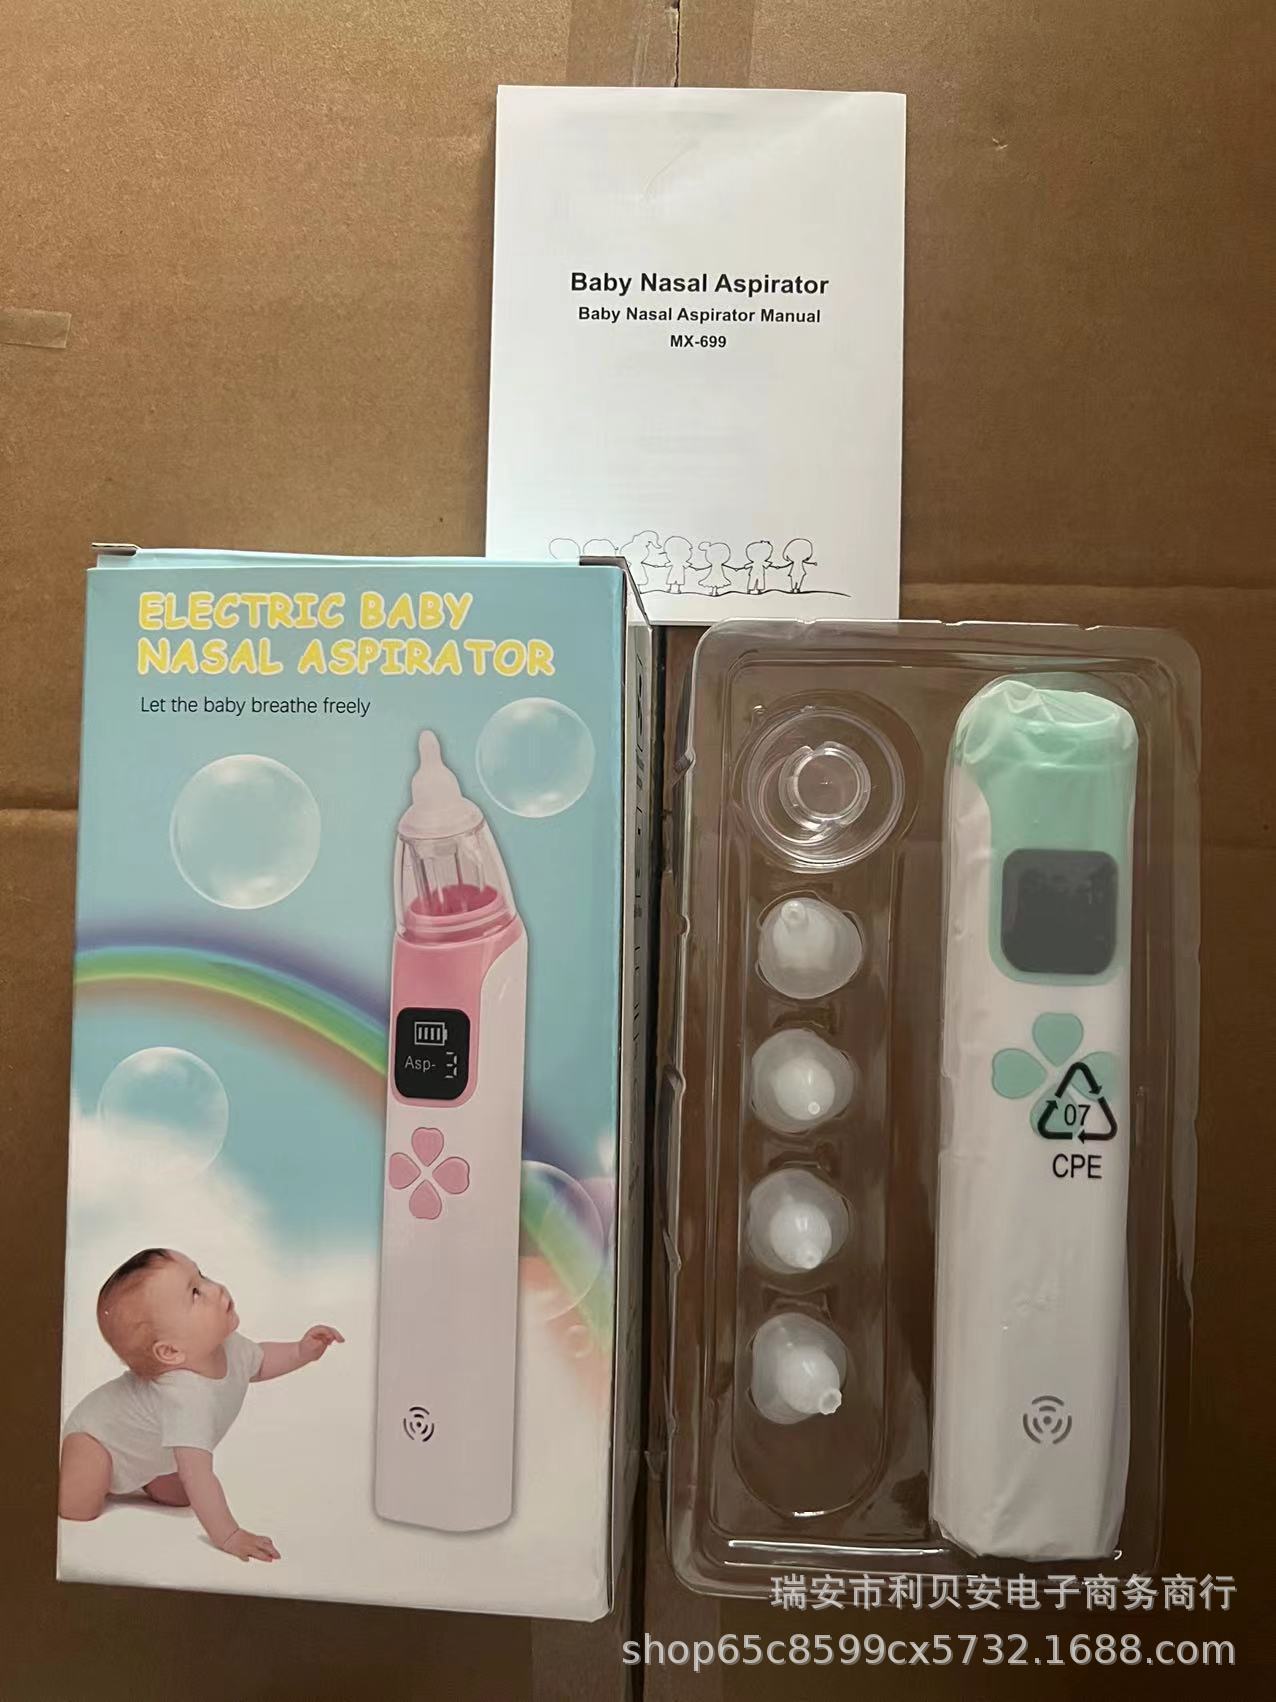 Baby Nasal Aspirator
Baby Nasal Aspirator Manual
MX-699
ELECTRIC BABY
NASAL ASPIRATOR
Let the baby breathe freely
Asp- 3
07
CPE
瑞安市利贝安电子商务商行
shop65c8599cx5732.1688.com